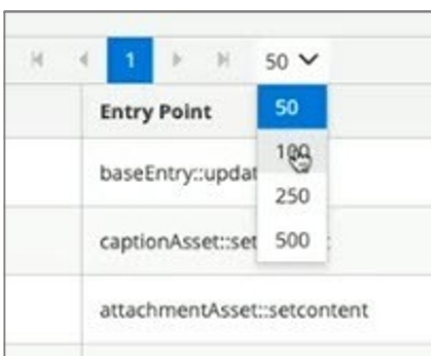 1
50
Entry Point
50
100
baseEntry::updat
250
captionAsset::set
500
attachmentAsset::setcontent